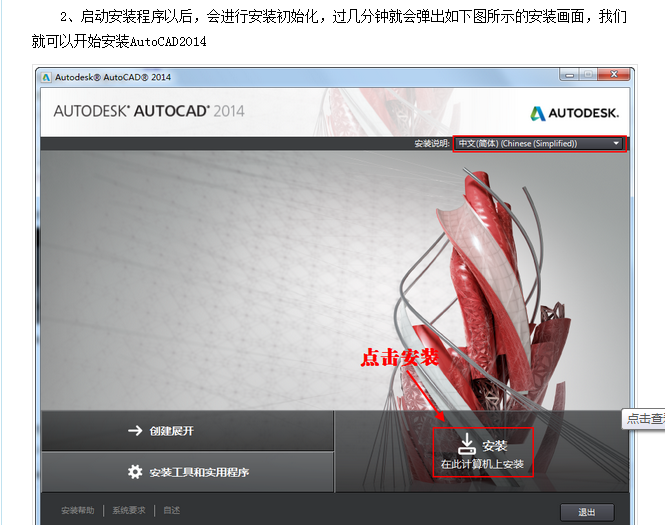 2、启动安装程序以后，会进行安装初始化，过几分钟就会弹出如下图所示的安装画面，我们
就可以开始安装AutoCAD2014
Autodesk® AutoCAD® 2014
AUTODESK® AUTOCAD® 2014
AUTODESK.
安装说明:
中文(简体) (Chinese (Simplified))
点击安装
创建展开
安装
在此计算机上安装
安装工具和实用程序
点击查
安装帮助
系统要求
自述
退出